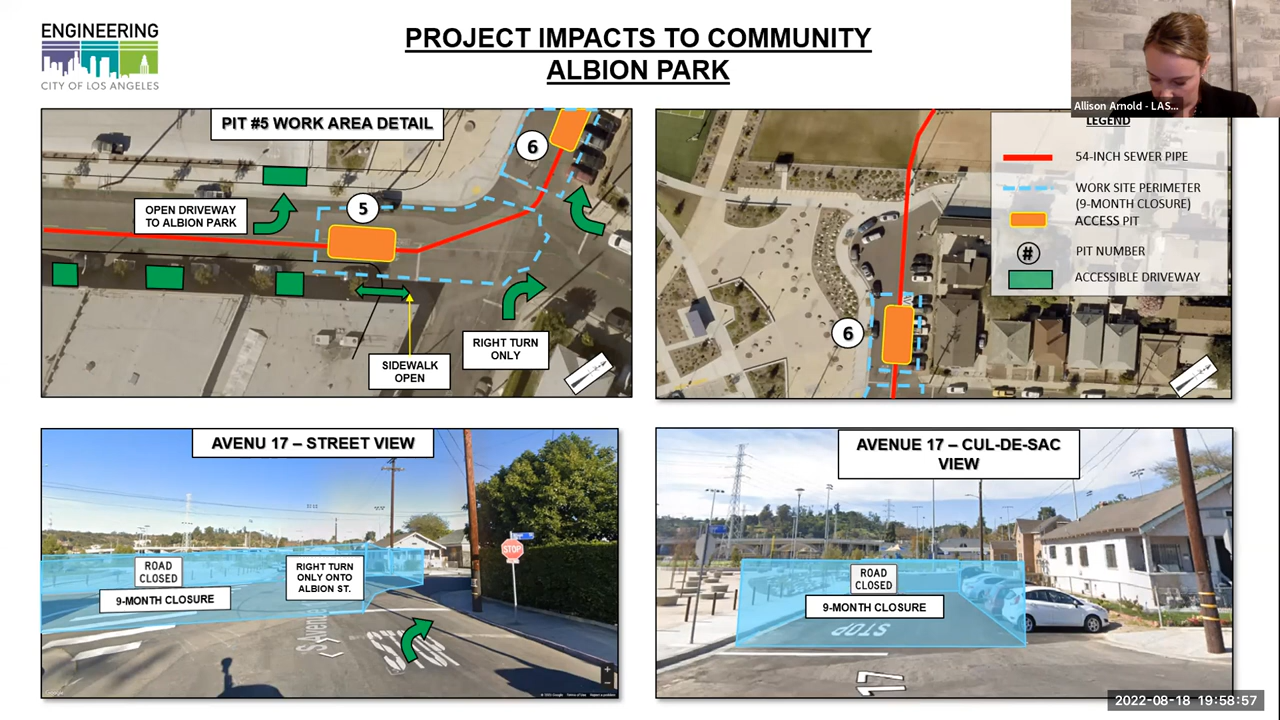 ENGINEERING
CITY OF LOS ANGELES
PROJECT IMPACTS TO COMMUNITY
ALBION PARK
Allison Arnold - LAS...
PIT #5 WORK AREA DETAIL
6
5
OPEN DRIVEWAY
TO ALBION PARK
SIDEWALK
OPEN
RIGHT TURN
ONLY
LEGEND
54-INCH SEWER PIPE
WORK SITE PERIMETER
(9-MONTH CLOSURE)
ACCESS PIT
#
PIT NUMBER
ACCESSIBLE DRIVEWAY
6
AVENU 17 – STREET VIEW
ROAD
CLOSED
9-MONTH CLOSURE
RIGHT TURN
ONLY ONTO
ALBION ST.
STOP
STOP
AVENUE 17 – CUL-DE-SAC
VIEW
ROAD
CLOSED
9-MONTH CLOSURE
STOP
17
2022-08-18 19:58:57